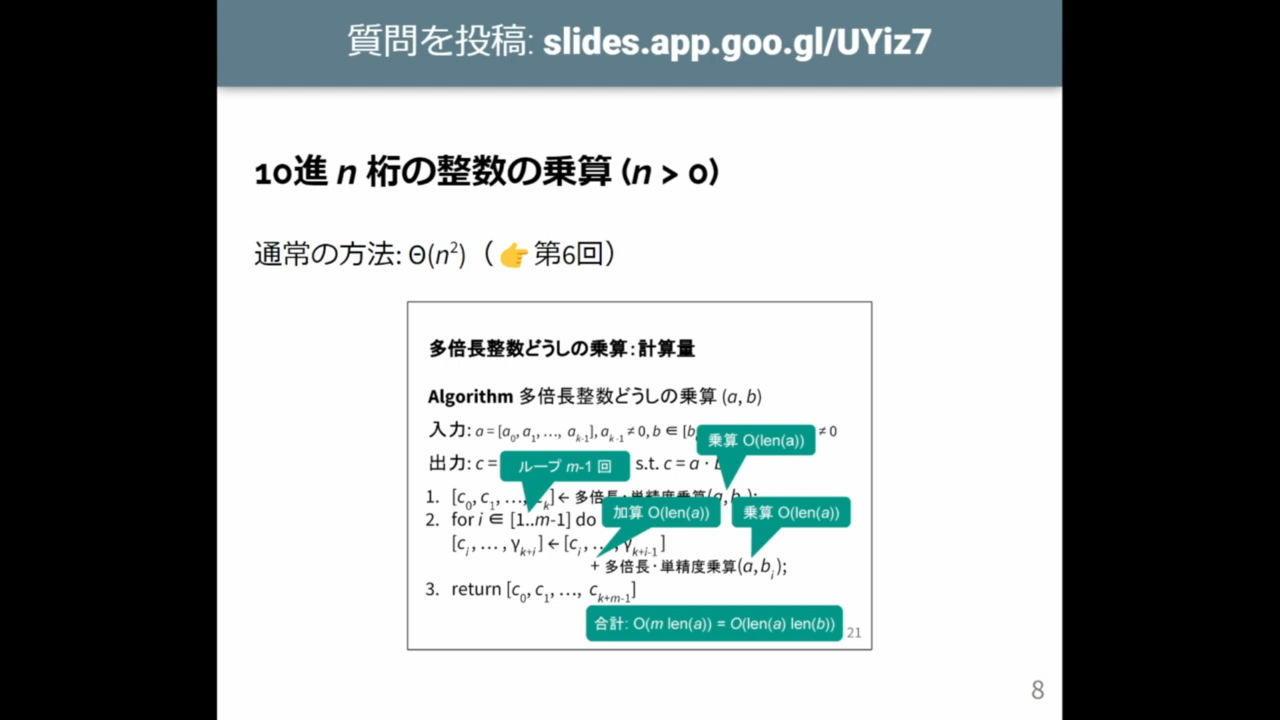 質問を投稿: slides.app.goo.gl/UYiz7
10進 n 桁の整数の乗算 (n > 0)
通常の方法: Θ(n²)（👉 第6回）
多倍長整数どうしの乗算：計算量
Algorithm 多倍長整数どうしの乗算 (a, b)
入力: a = [a₀, a₁, …, aₖ₋₁], aₖ₋₁ ≠ 0, b ∈ [b ≠ 0
乗算 O(len(a))
出力: c = s.t. c = a · b
ループ m-1 回
1. [c₀, c₁, …, cₖ] ← 多倍長・単精度乗算(a, b
2. for i ∈ [1..m-1] do
加算 O(len(a))
乗算 O(len(a))
[cᵢ, … , γₖ₊ᵢ] ← [cᵢ, …, γₖ₊ᵢ₋₁]
+ 多倍長・単精度乗算(a, bᵢ);
3. return [c₀, c₁, …, cₖ₊ₘ₋₁]
合計: O(m len(a)) = O(len(a) len(b))
21
8